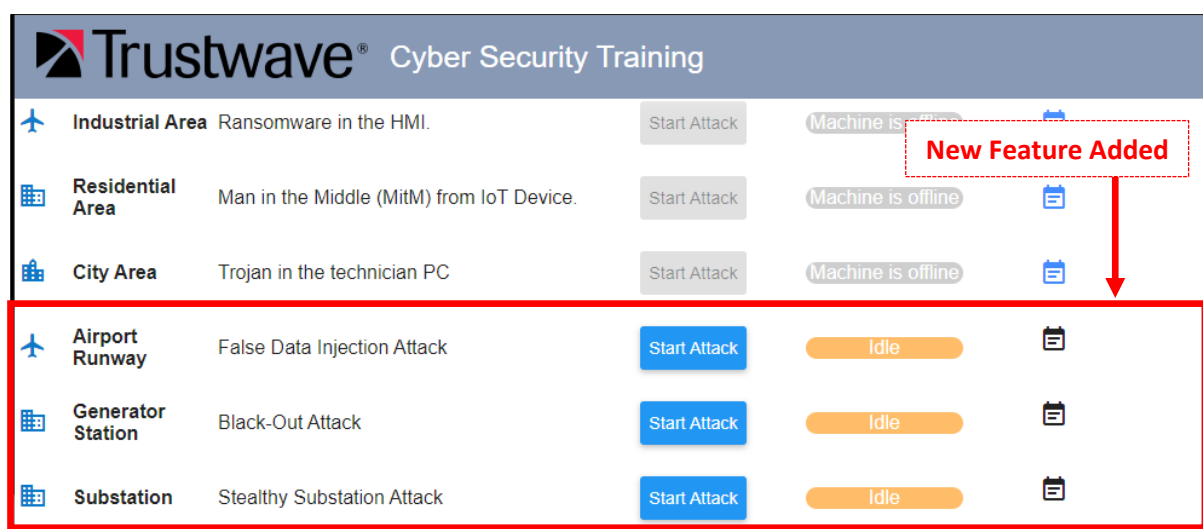 Trustwave® Cyber Security Training
Industrial Area Ransomware in the HMI. Start Attack Machine is offline
New Feature Added
Residential
Area
Man in the Middle (MitM) from IoT Device. Start Attack Machine is offline
City Area Trojan in the technician PC Start Attack Machine is offline
Airport
Runway
False Data Injection Attack Start Attack Idle
Generator
Station
Black-Out Attack Start Attack Idle
Substation Stealthy Substation Attack Start Attack Idle